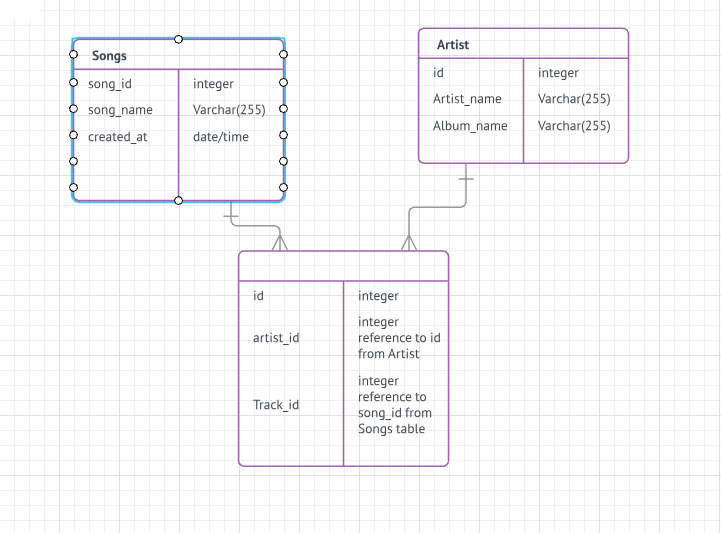 Songs
song_id integer
song_name Varchar(255)
created_at date/time
Artist
id integer
Artist_name Varchar(255)
Album_name Varchar(255)
id integer
artist_id
integer
reference to id
from Artist
Track_id
integer
reference to
song_id from
Songs table